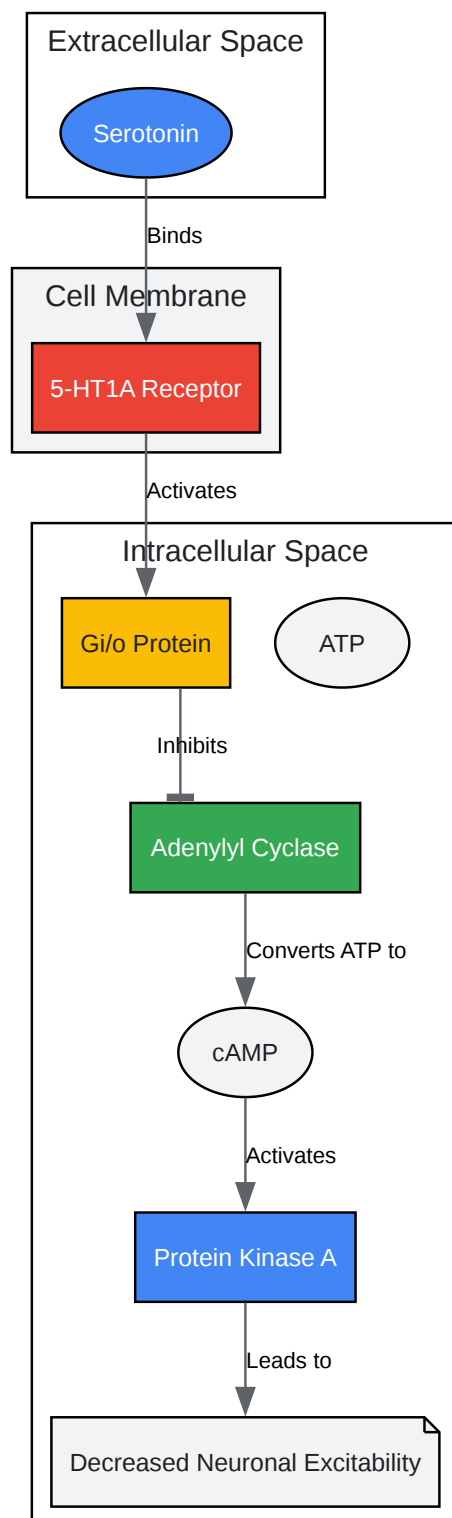 Extracellular Space
Serotonin
Binds
Cell Membrane
5-HT1A Receptor
Activates
Intracellular Space
Gi/o Protein
ATP
Inhibits
Adenylyl Cyclase
Converts ATP to
cAMP
Activates
Protein Kinase A
Leads to
Decreased Neuronal Excitability